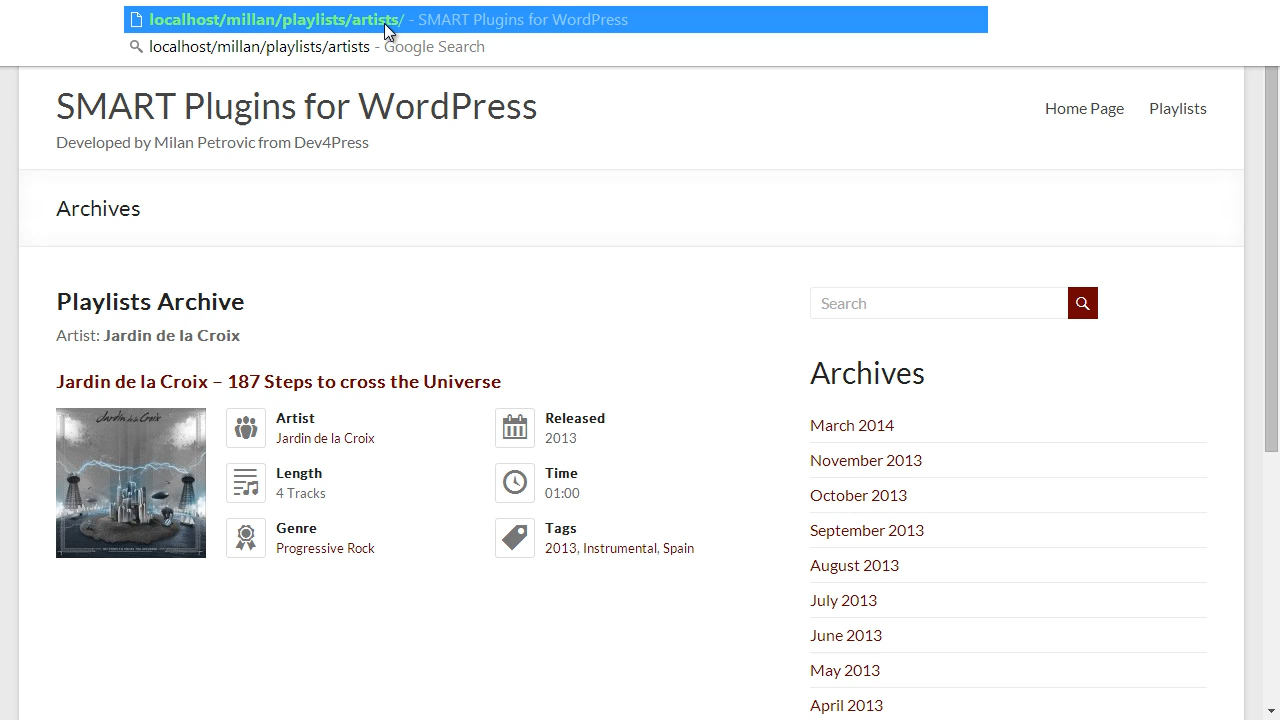 localhost/millan/playlists/artists/ - SMART Plugins for WordPress
localhost/millan/playlists/artists - Google Search
SMART Plugins for WordPress
Developed by Milan Petrovic from Dev4Press
Home Page
Playlists
Archives
Playlists Archive
Artist: Jardin de la Croix
Jardin de la Croix – 187 Steps to cross the Universe
Jardin de la Croix
Artist
Jardin de la Croix
Released
2013
Length
4 Tracks
Time
01:00
Genre
Progressive Rock
Tags
2013, Instrumental, Spain
Search
Archives
March 2014
November 2013
October 2013
September 2013
August 2013
July 2013
June 2013
May 2013
April 2013